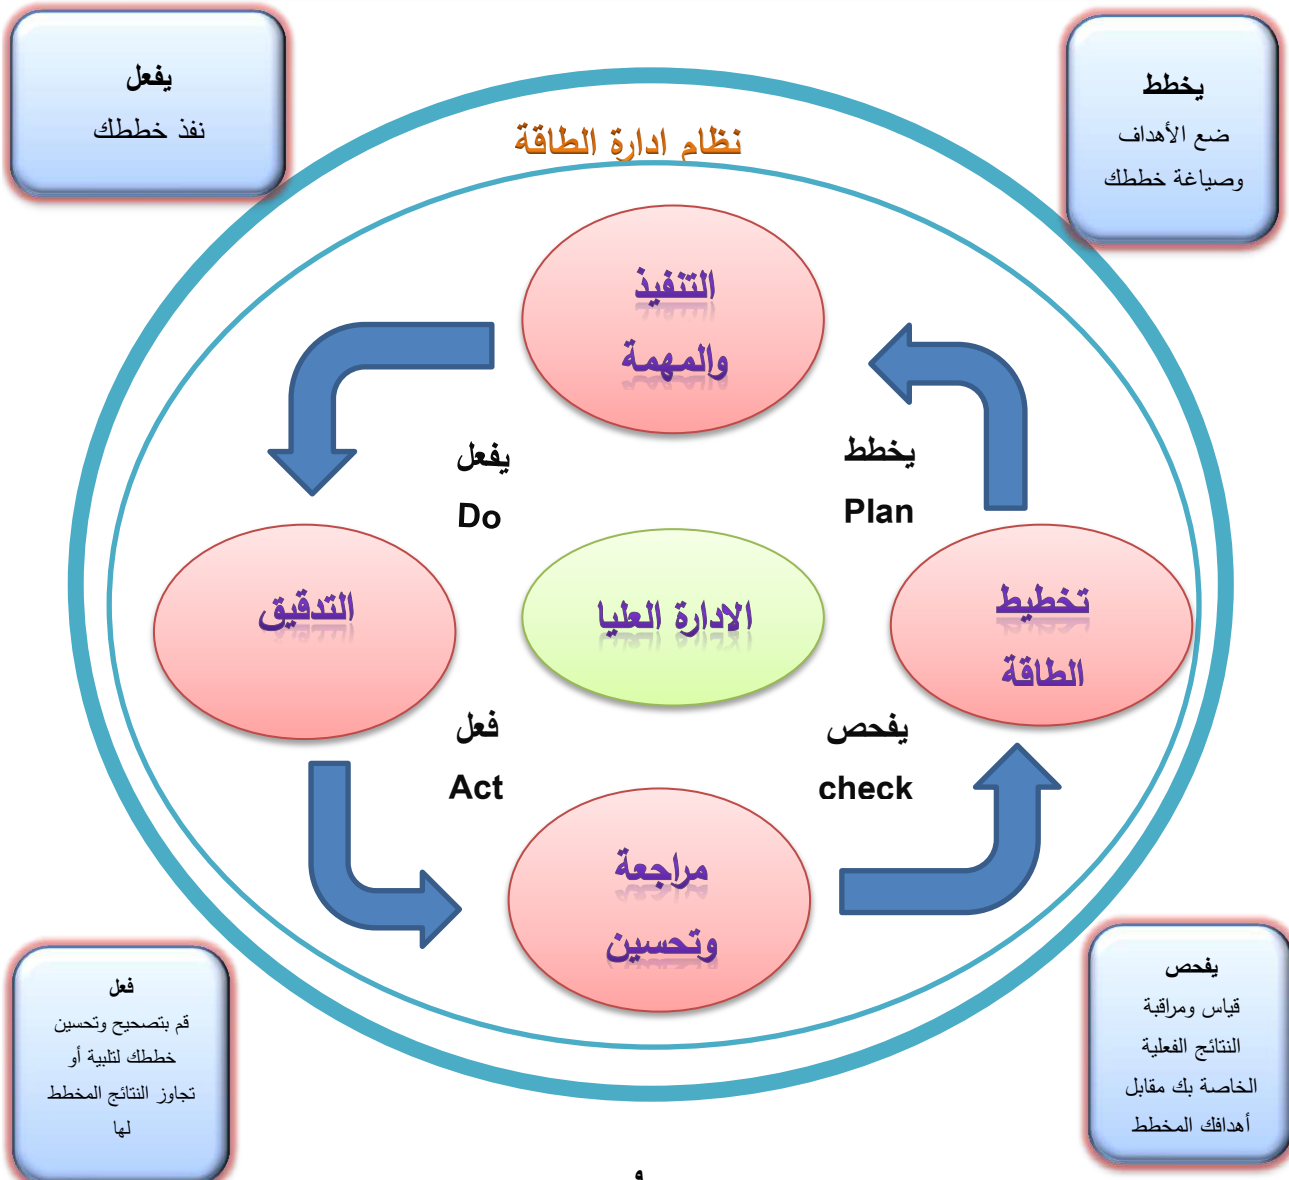 يفعل
نفذ خططك
يخطط
ضع الأهداف
وصياغة خططك
نظام ادارة الطاقة
التنفيذ
والمهمة
يفعل
Do
يخطط
Plan
التدقيق
الادارة العليا
تخطيط
الطاقة
فعل
Act
يفحص
check
مراجعة
وتحسين
فعل
قم بتصحيح وتحسين
خططك لتلبية أو
تجاوز النتائج المخطط
لها
يفحص
قياس ومراقبة
النتائج الفعلية
الخاصة بك مقابل
أهدافك المخطط
٩